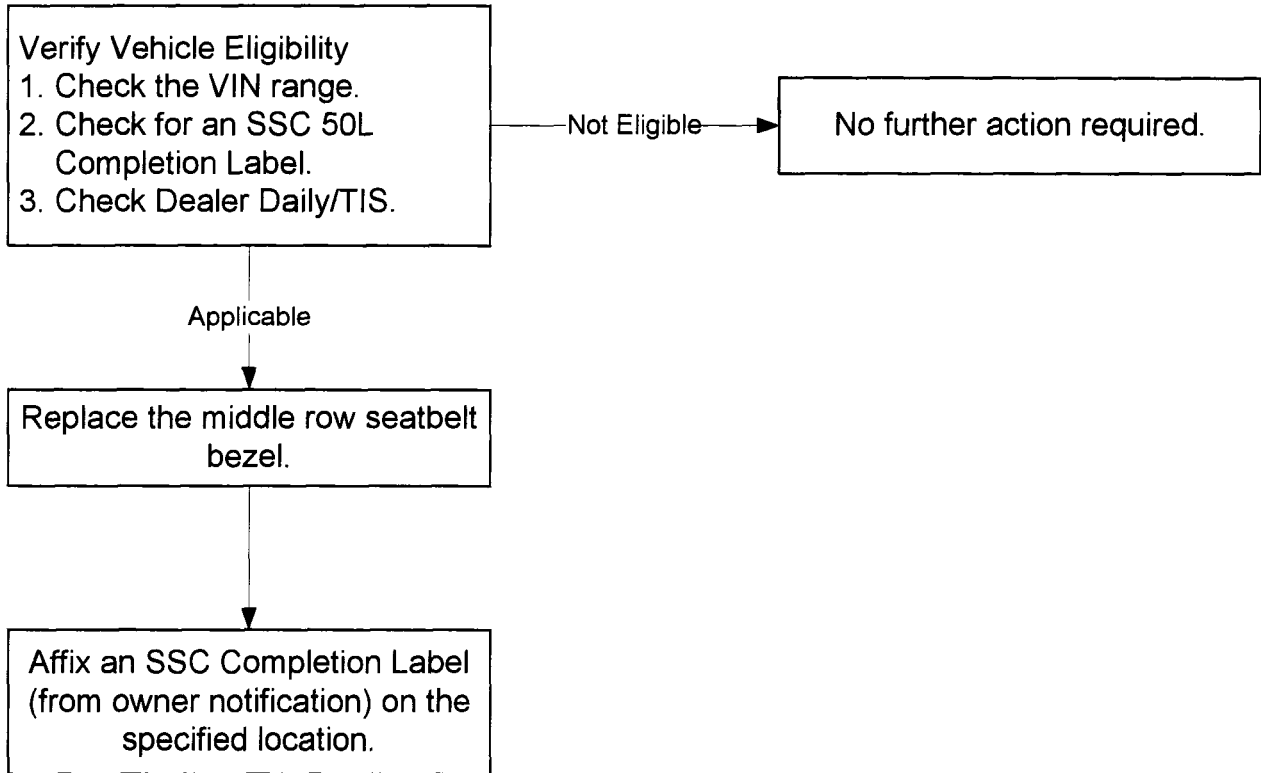 Verify Vehicle Eligibility
1. Check the VIN range.
2. Check for an SSC 50L
Completion Label.
3. Check Dealer Daily/TIS.
Not Eligible
No further action required.
Applicable
Replace the middle row seatbelt
bezel.
Affix an SSC Completion Label
(from owner notification) on the
specified location.